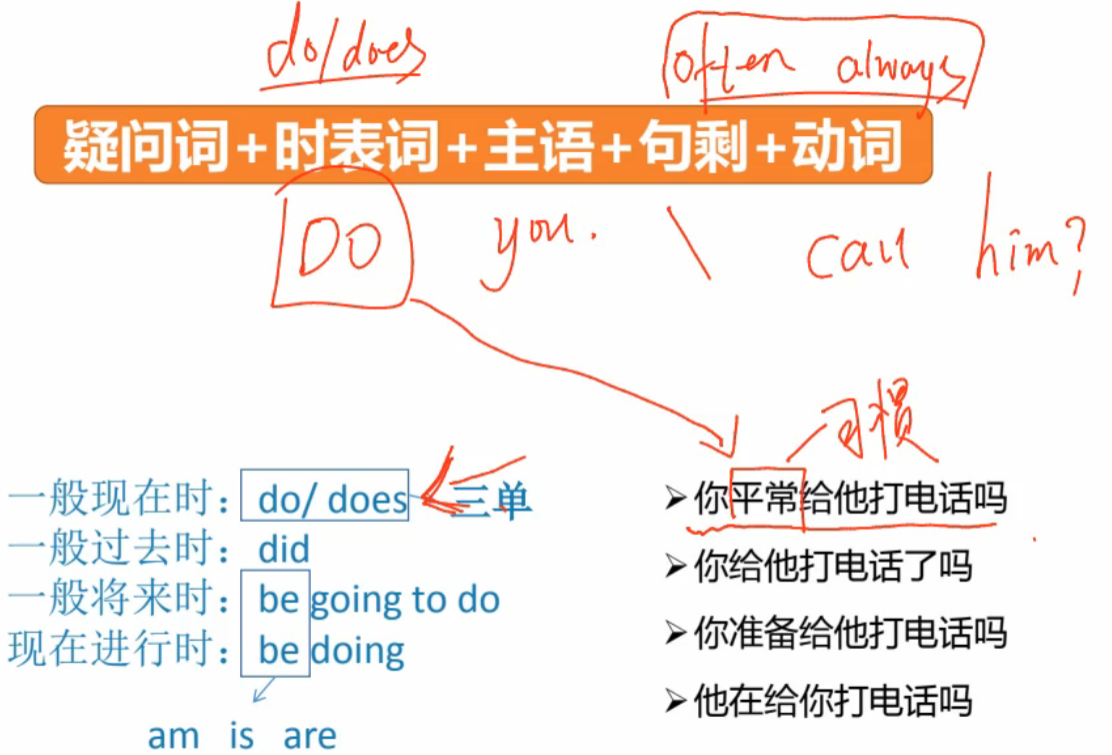 do/does often always
疑问词+时表词+主语+句剩+动词
DO you. \ call him?
习惯
一般现在时：do/ does 三单
一般过去时：did
一般将来时：be going to do
现在进行时：be doing
am is are
➢你平常给他打电话吗
➢你给他打电话了吗
➢你准备给他打电话吗
➢他在给你打电话吗